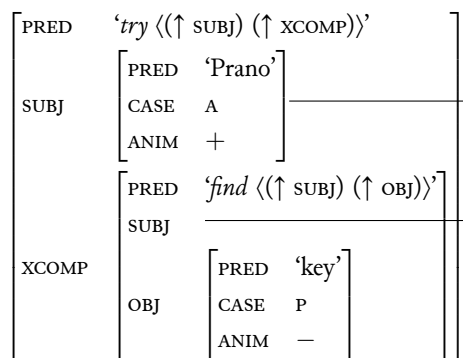 PRED ‘try ⟨(↑ SUBJ) (↑ XCOMP)⟩’
PRED ‘Prano’
SUBJ CASE A
ANIM +
PRED ‘find ⟨(↑ SUBJ) (↑ OBJ)⟩’
SUBJ
XCOMP PRED ‘key’
OBJ CASE P
ANIM −